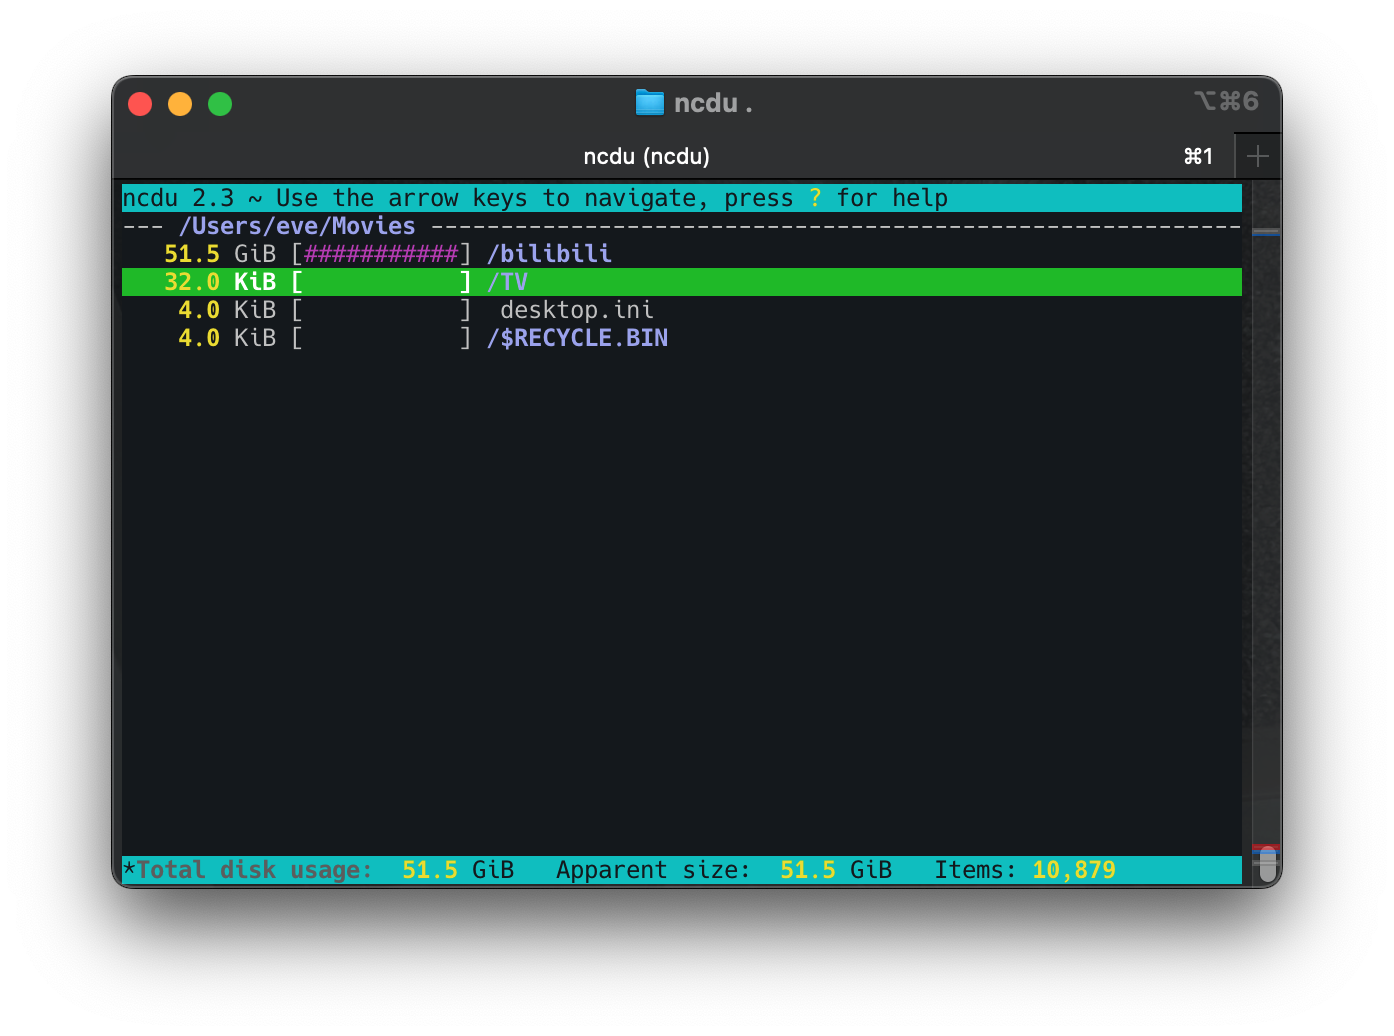 ncdu .
⌥⌘6
ncdu (ncdu)
⌘1
ncdu 2.3 ~ Use the arrow keys to navigate, press ? for help
--- /Users/eve/Movies ----------------------------------------------------------
51.5 GiB [###########] /bilibili
32.0 KiB [           ] /TV
4.0 KiB [           ]  desktop.ini
4.0 KiB [           ] /$RECYCLE.BIN
*Total disk usage:  51.5 GiB   Apparent size:  51.5 GiB   Items: 10,879